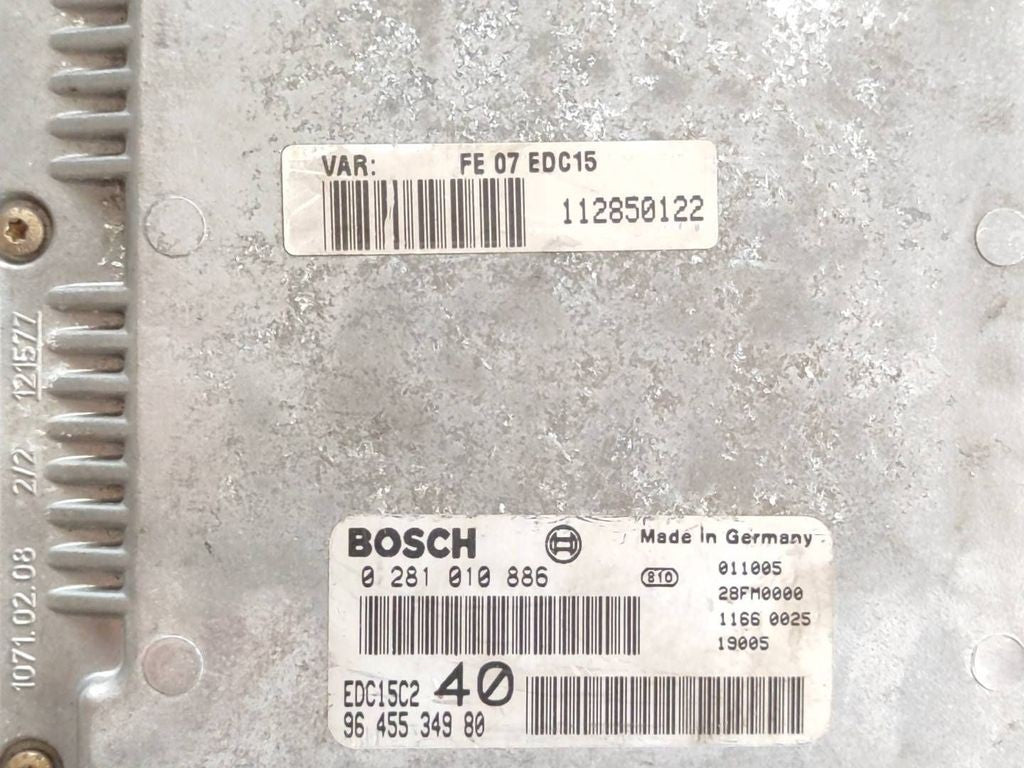 VAR: FE 07 EDC15
112850122
1071.02.08 2/2 121577
BOSCH
Made in Germany
0 281 010 886
810
011005
28FM0000
1166 0025
19005
EDC15C2 40
96 455 349 80